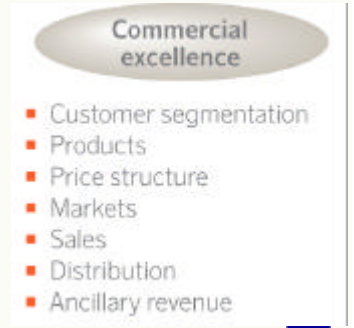 Commercial
excellence
Customer segmentation
Products
Price structure
Markets
Sales
Distribution
Ancillary revenue